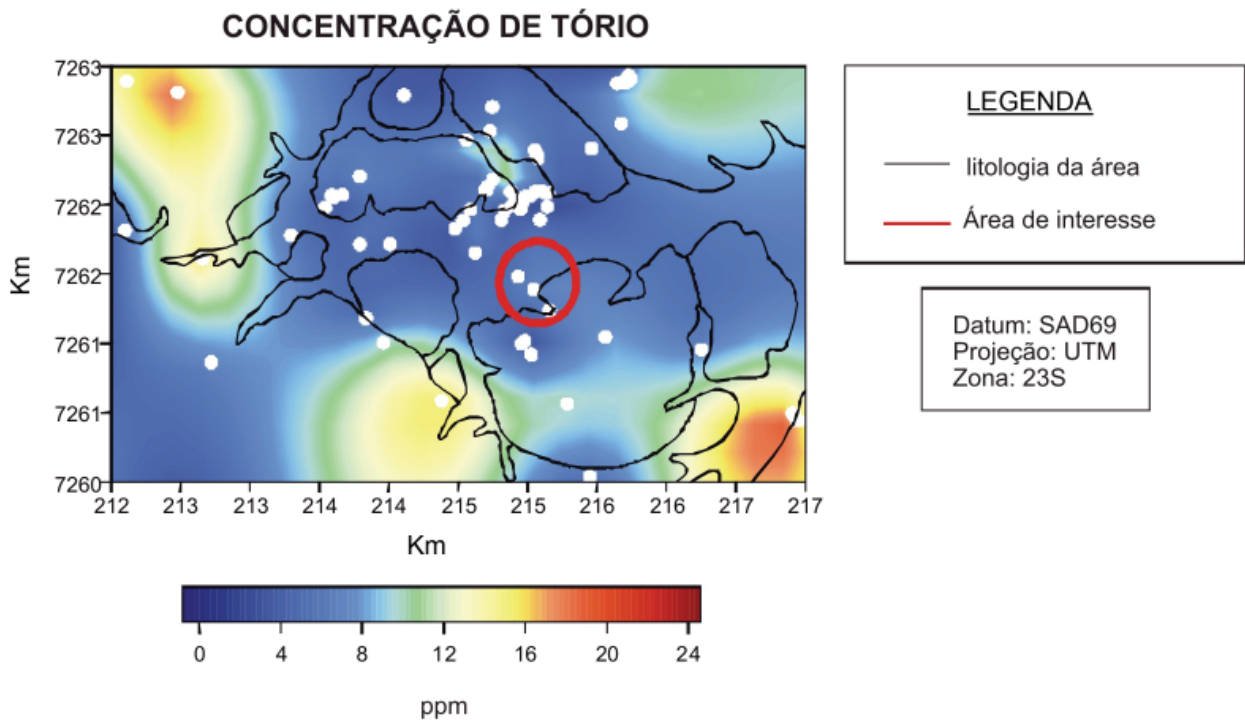 CONCENTRAÇÃO DE TÓRIO
7263
7263
7262
7262
7261
7261
7260
Km
212 213 213 214 214 215 215 216 216 217 217
Km
0 4 8 12 16 20 24
ppm
LEGENDA
litologia da área
Área de interesse
Datum: SAD69
Projeção: UTM
Zona: 23S